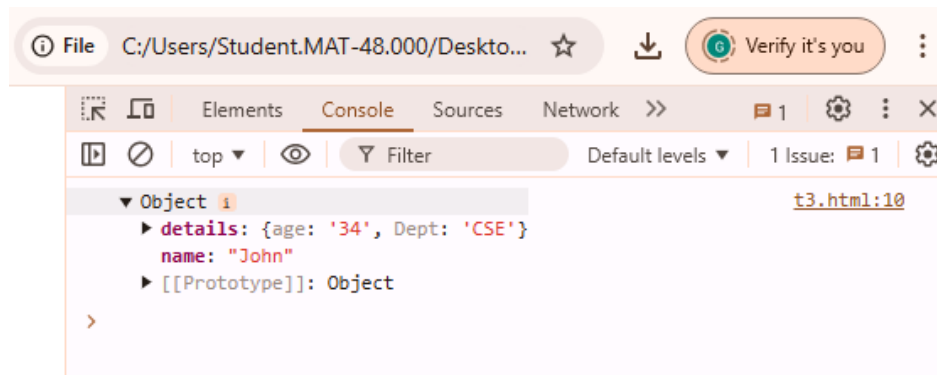 File C:/Users/Student.MAT-48.000/Deskto... G Verify it's you
Elements Console Sources Network >> 1
top ▼ Filter Default levels ▼ 1 Issue: 1
▼ Object i t3.html:10
▶ details: {age: '34', Dept: 'CSE'}
name: "John"
▶ [[Prototype]]: Object
>